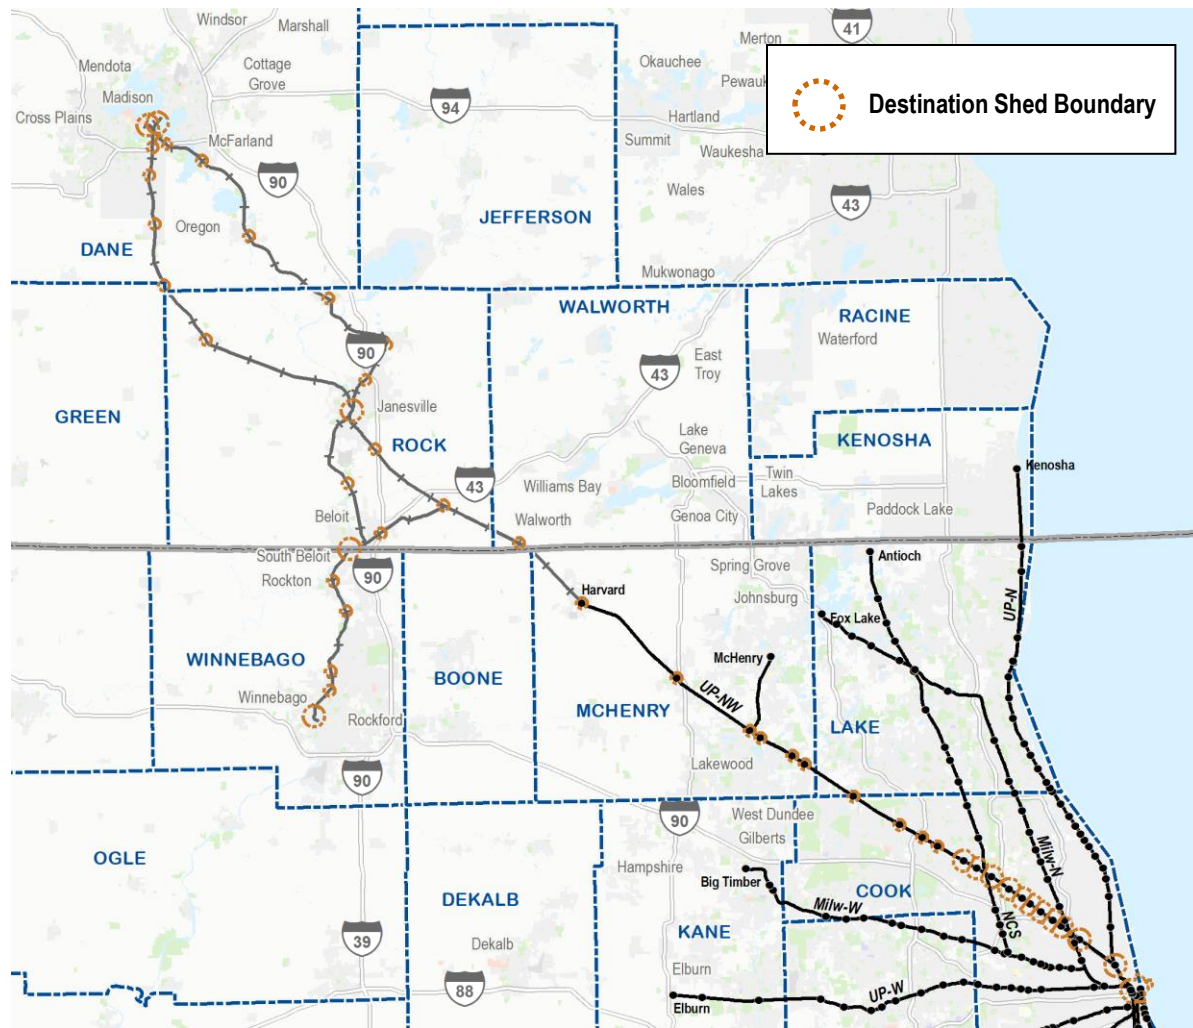 Windsor
Marshall
41
Merton
Mendota
Cottage
Grove
Okauchee
Pewauk
Destination Shed Boundary
Madison
94
Cross Plains
Hartland
McFarland
Summit
Waukesha
90
Wales
43
Oregon
JEFFERSON
DANE
Mukwonago
WALWORTH
RACINE
Waterford
90
East
Troy
43
Janesville
GREEN
ROCK
Lake
Geneva
KENOSHA
Kenosha
43
Williams Bay
Bloomfield
Twin
Lakes
Beloit
Walworth
Genoa City
Paddock Lake
South Beloit
Rockton
90
Spring Grove
Antioch
Harvard
Johnsburg
Fox Lake
UP-N
WINNEBAGO
McHenry
BOONE
UP-NW
Winnebago
MCHENRY
Rockford
LAKE
Lakewood
90
90
West Dundee
Gilberts
OGLE
Hampshire
Milw-N
Big Timber
COOK
DEKALB
Milw-W
NCS
39
KANE
Dekalb
Elburn
88
UP-W
Elburn